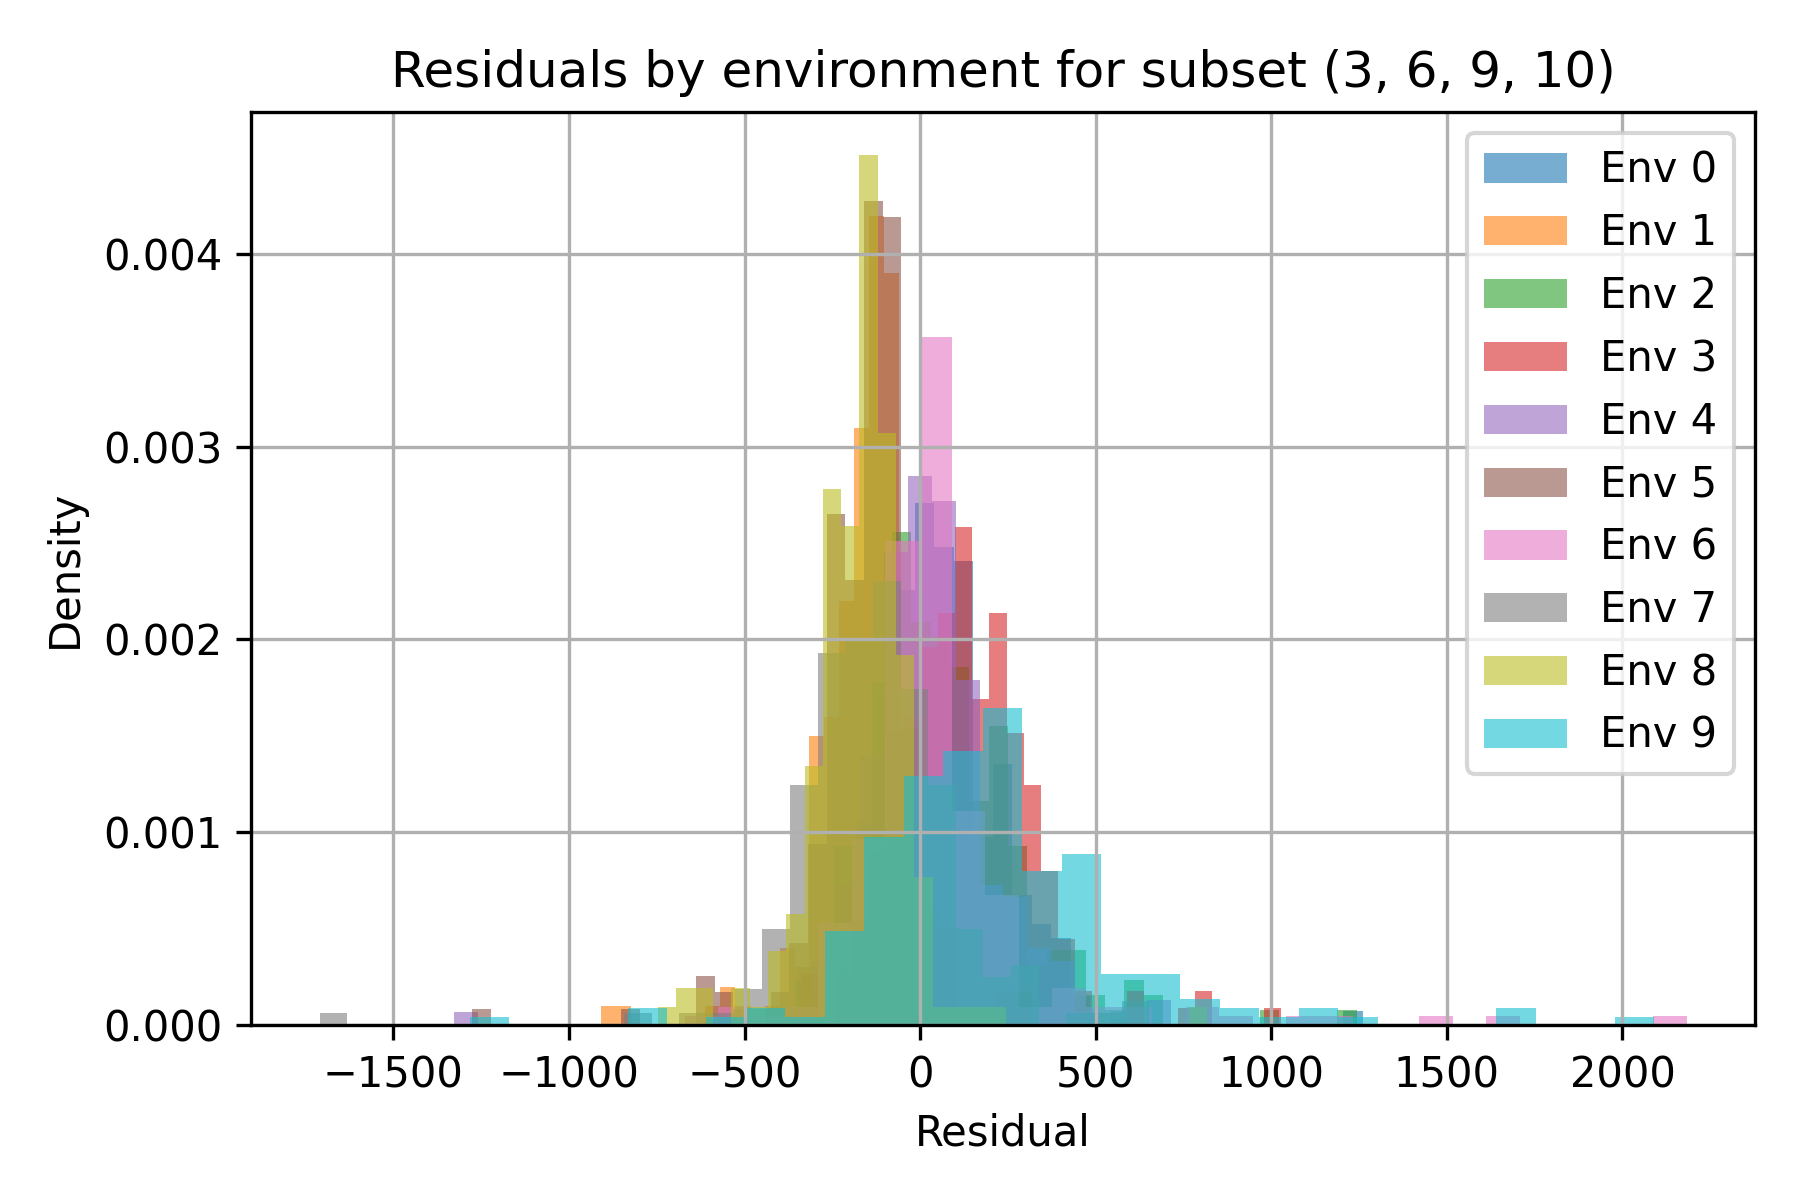 Residuals by environment for subset (3, 6, 9, 10)
Density
0.004
0.003
0.002
0.001
0.000
−1500
−1000
−500
0
500
1000
1500
2000
Residual
Env 0
Env 1
Env 2
Env 3
Env 4
Env 5
Env 6
Env 7
Env 8
Env 9